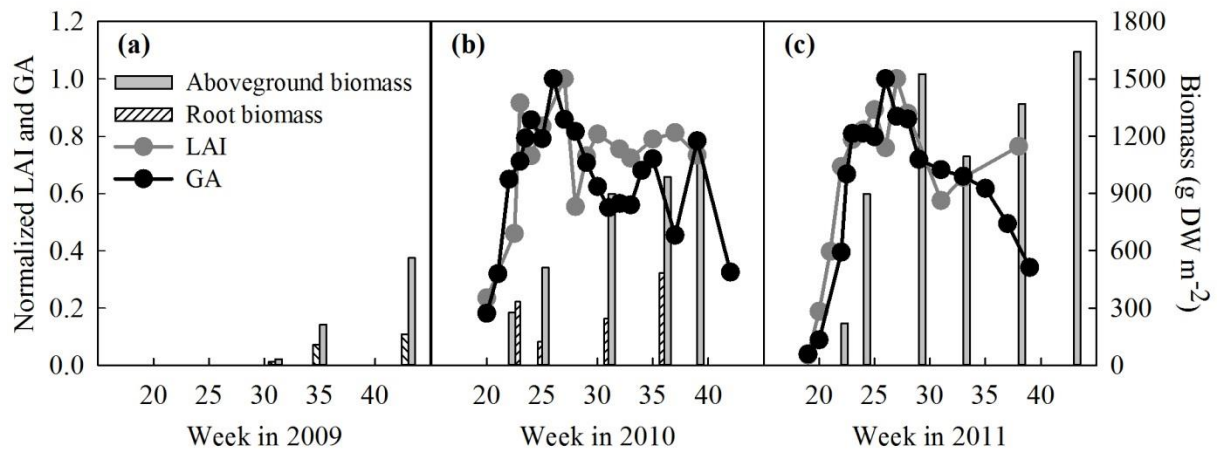 Normalized LAI and GA
1.2
1.0
0.8
0.6
0.4
0.2
0.0
(a)
Aboveground biomass
Root biomass
LAI
GA
(b)
(c)
1800
1500
1200
900
600
300
0
Biomass (g DW m-2)
20 25 30 35 40
20 26 30 35 40
20 25 31 35 40
Week in 2009
Week in 2010
Week in 2011